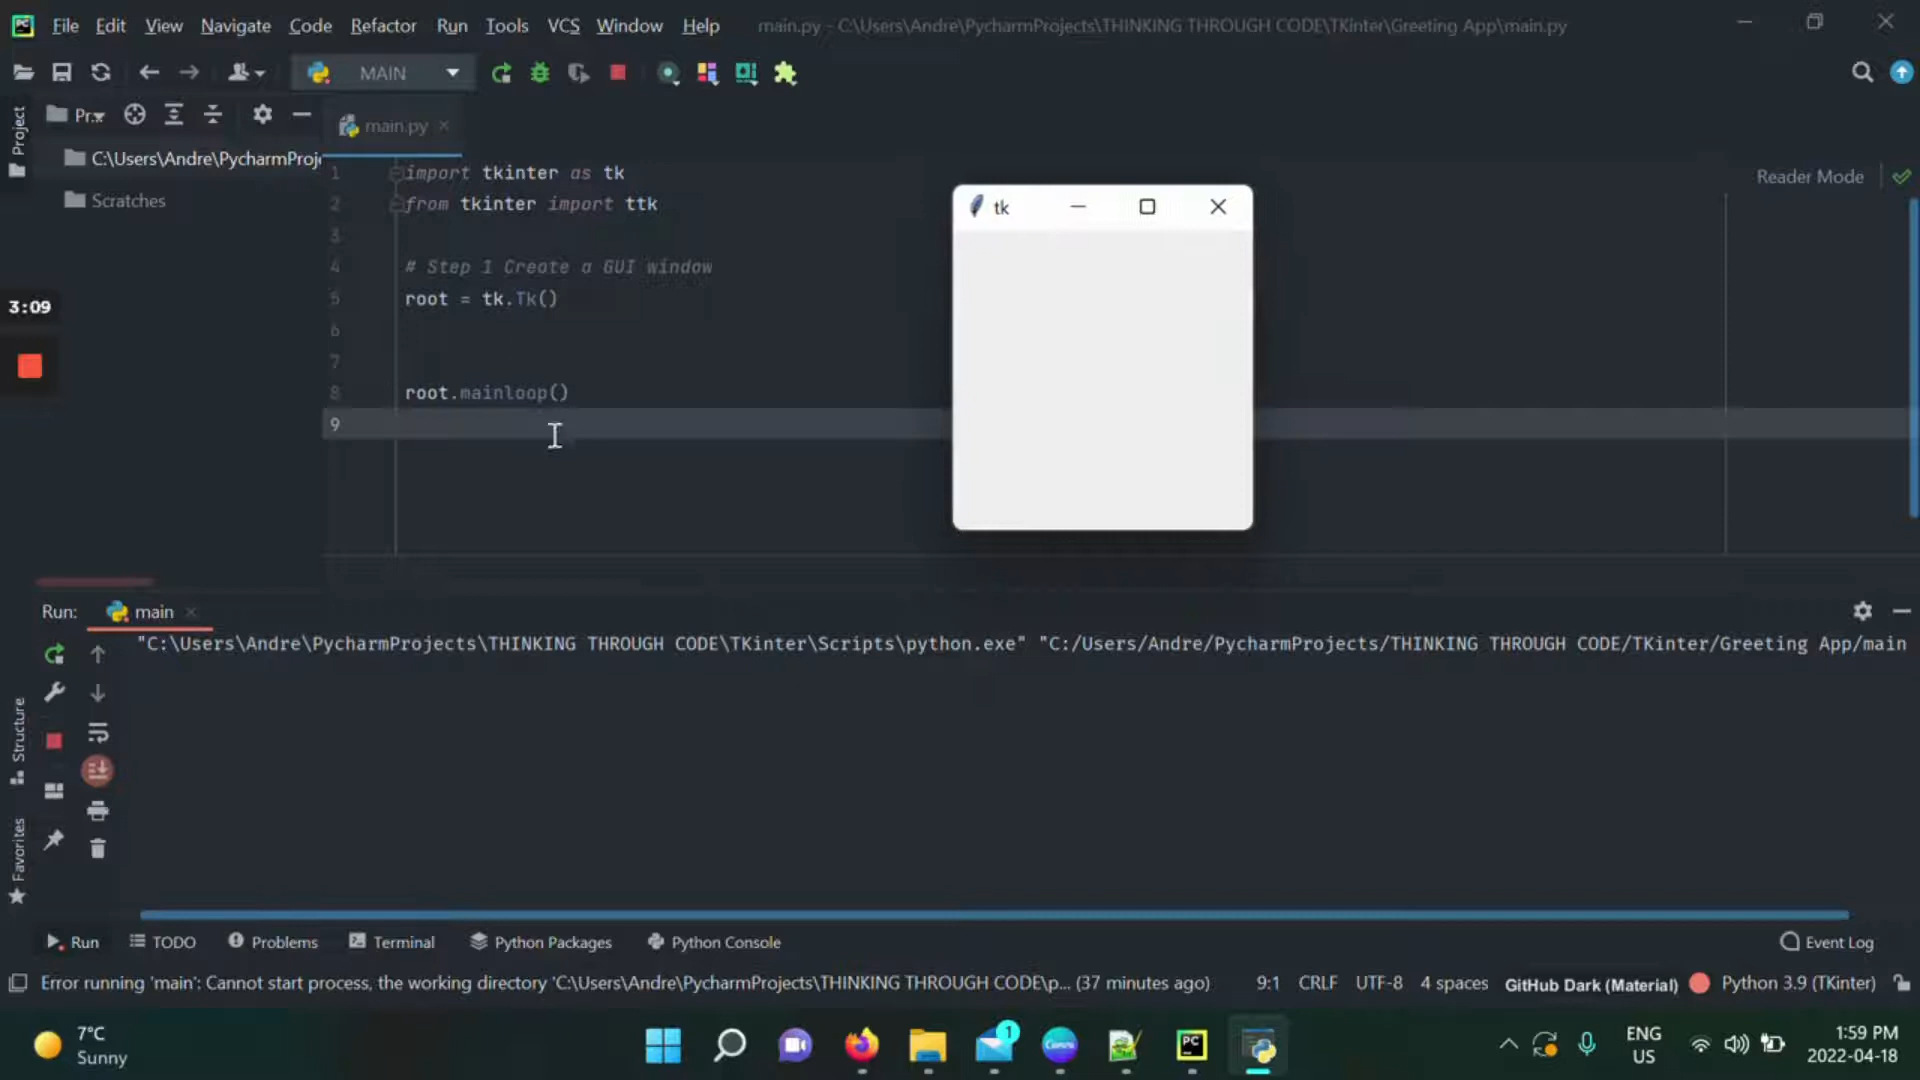 File Edit View Navigate Code Refactor Run Tools VCS Window Help main.py - C:\Users\Andre\PycharmProjects\THINKING THROUGH CODE\TKinter\Greeting App\main.py
MAIN
Project
Pr..
main.py
C:\Users\Andre\PycharmProj
Scratches
Reader Mode
1 import tkinter as tk
2 from tkinter import ttk
3
4 # Step 1 Create a GUI window
5 root = tk.Tk()
6
7
8 root.mainloop()
9
tk
3:09
Run: main
"C:\Users\Andre\PycharmProjects\THINKING THROUGH CODE\TKinter\Scripts\python.exe" "C:/Users/Andre/PycharmProjects/THINKING THROUGH CODE/TKinter/Greeting App/main
Structure
Favorites
Run TODO Problems Terminal Python Packages Python Console Event Log
Error running 'main': Cannot start process, the working directory 'C:\Users\Andre\PycharmProjects\THINKING THROUGH CODE\p... (37 minutes ago) 9:1 CRLF UTF-8 4 spaces GitHub Dark (Material) Python 3.9 (TKinter)
7°C
Sunny
1
Canva
PC
ENG
US
1:59 PM
2022-04-18